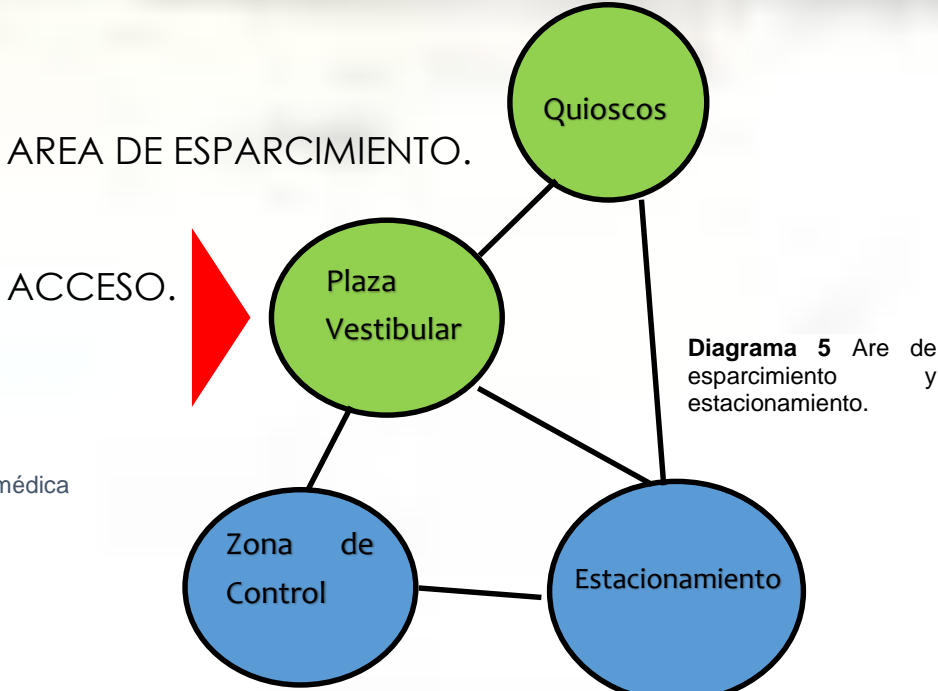 Quioscos
AREA DE ESPARCIMIENTO.
ACCESO.
Plaza
Vestibular
Diagrama 5 Are de
esparcimiento y
estacionamiento.
médica
Zona de
Control
Estacionamiento